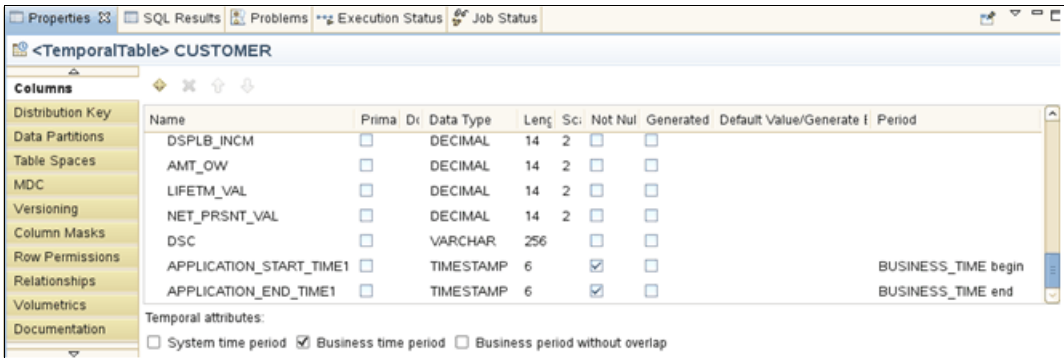 Properties SQL Results Problems Execution Status Job Status
<TemporalTable> CUSTOMER
Columns
Distribution Key
Data Partitions
Table Spaces
MDC
Versioning
Column Masks
Row Permissions
Relationships
Volumetrics
Documentation
Name Prima Data Type Leng Sc Not Nul Generated Default Value/Generate Period
DSPLB_INCM DECIMAL 14 2
AMT_OW DECIMAL 14 2
LIFETM_VAL DECIMAL 14 2
NET_PRSNT_VAL DECIMAL 14 2
DSC VARCHAR 256
APPLICATION_START_TIME1 TIMESTAMP 6 BUSINESS_TIME begin
APPLICATION_END_TIME1 TIMESTAMP 6 BUSINESS_TIME end
Temporal attributes:
System time period Business time period Business period without overlap